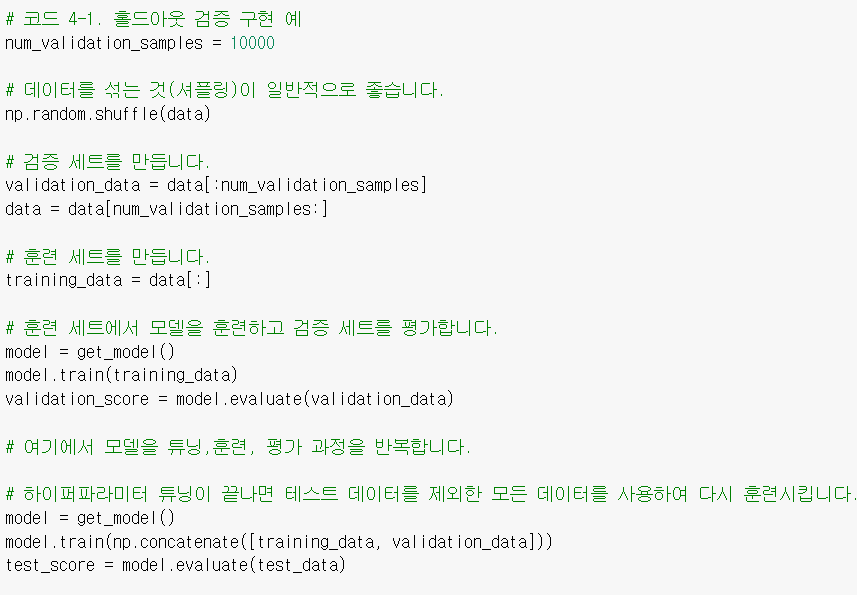 # 코드 4-1. 홀드아웃 검증 구현 예
num_validation_samples = 10000
# 데이터를 섞는 것(셔플링)이 일반적으로 좋습니다.
np.random.shuffle(data)
# 검증 세트를 만듭니다.
validation_data = data[:num_validation_samples]
data = data[num_validation_samples:]
# 훈련 세트를 만듭니다.
training_data = data[:]
# 훈련 세트에서 모델을 훈련하고 검증 세트를 평가합니다.
model = get_model()
model.train(training_data)
validation_score = model.evaluate(validation_data)
# 여기에서 모델을 튜닝,훈련, 평가 과정을 반복합니다.
# 하이퍼파라미터 튜닝이 끝나면 테스트 데이터를 제외한 모든 데이터를 사용하여 다시 훈련시킵니다.
model = get_model()
model.train(np.concatenate([training_data, validation_data]))
test_score = model.evaluate(test_data)